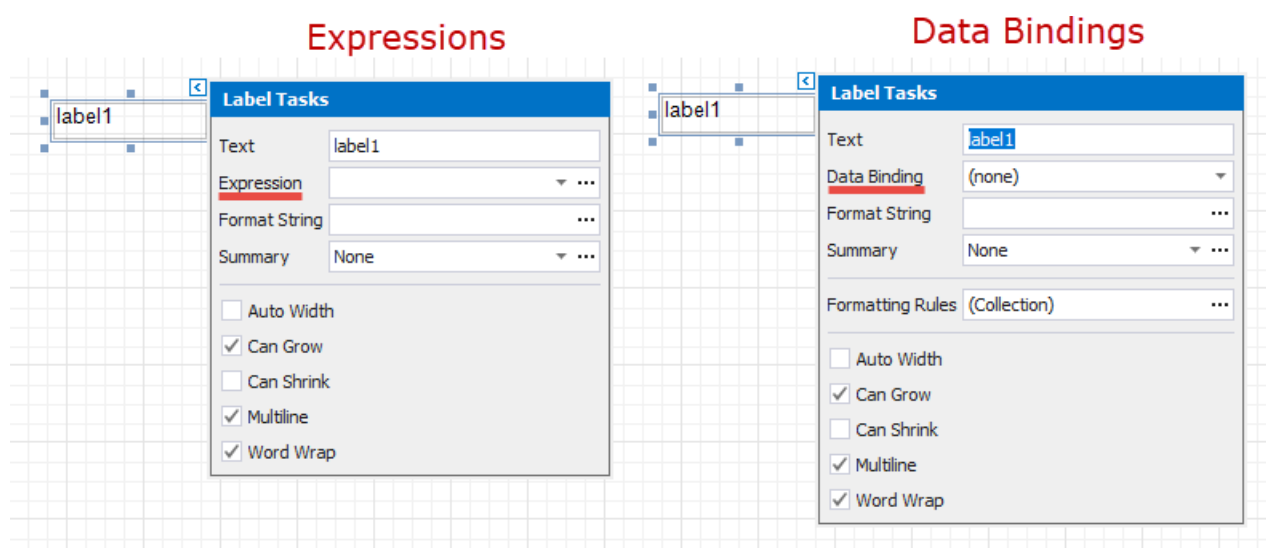 Expressions
label1
Label Tasks
Text label1
Expression
Format String
Summary None
Auto Width
Can Grow
Can Shrink
Multiline
Word Wrap
Data Bindings
label1
Label Tasks
Text label1
Data Binding (none)
Format String
Summary None
Formatting Rules (Collection)
Auto Width
Can Grow
Can Shrink
Multiline
Word Wrap